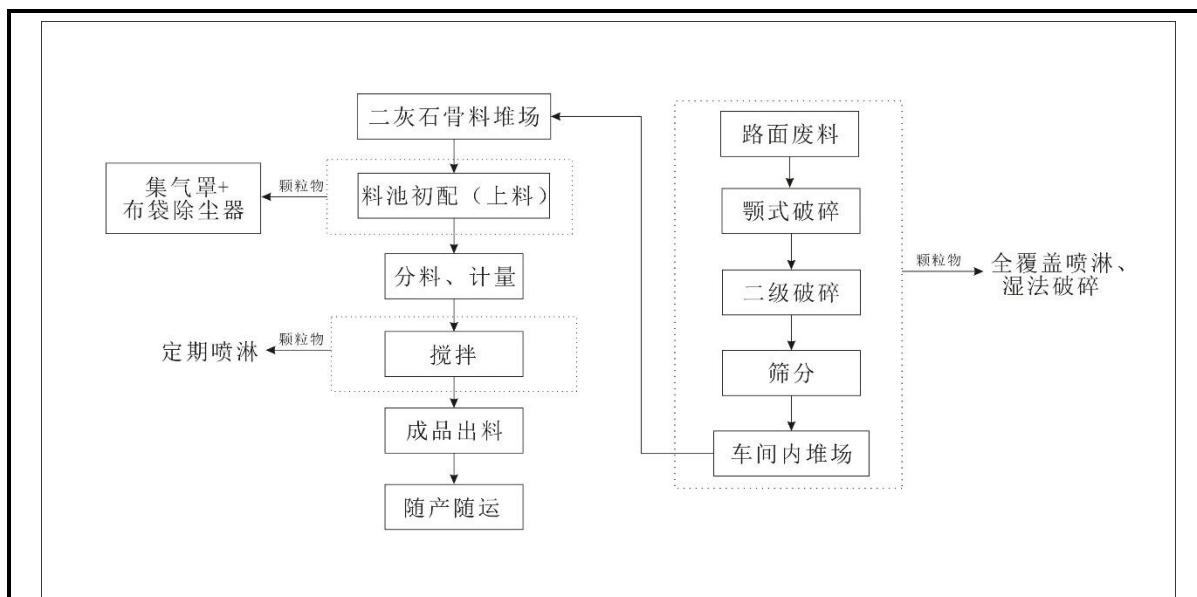 二灰石骨料堆场
集气罩+
布袋除尘器
颗粒物
料池初配（上料）
分料、计量
定期喷淋
颗粒物
搅拌
成品出料
随产随运
路面废料
颚式破碎
二级破碎
筛分
车间内堆场
颗粒物
全覆盖喷淋、
湿法破碎